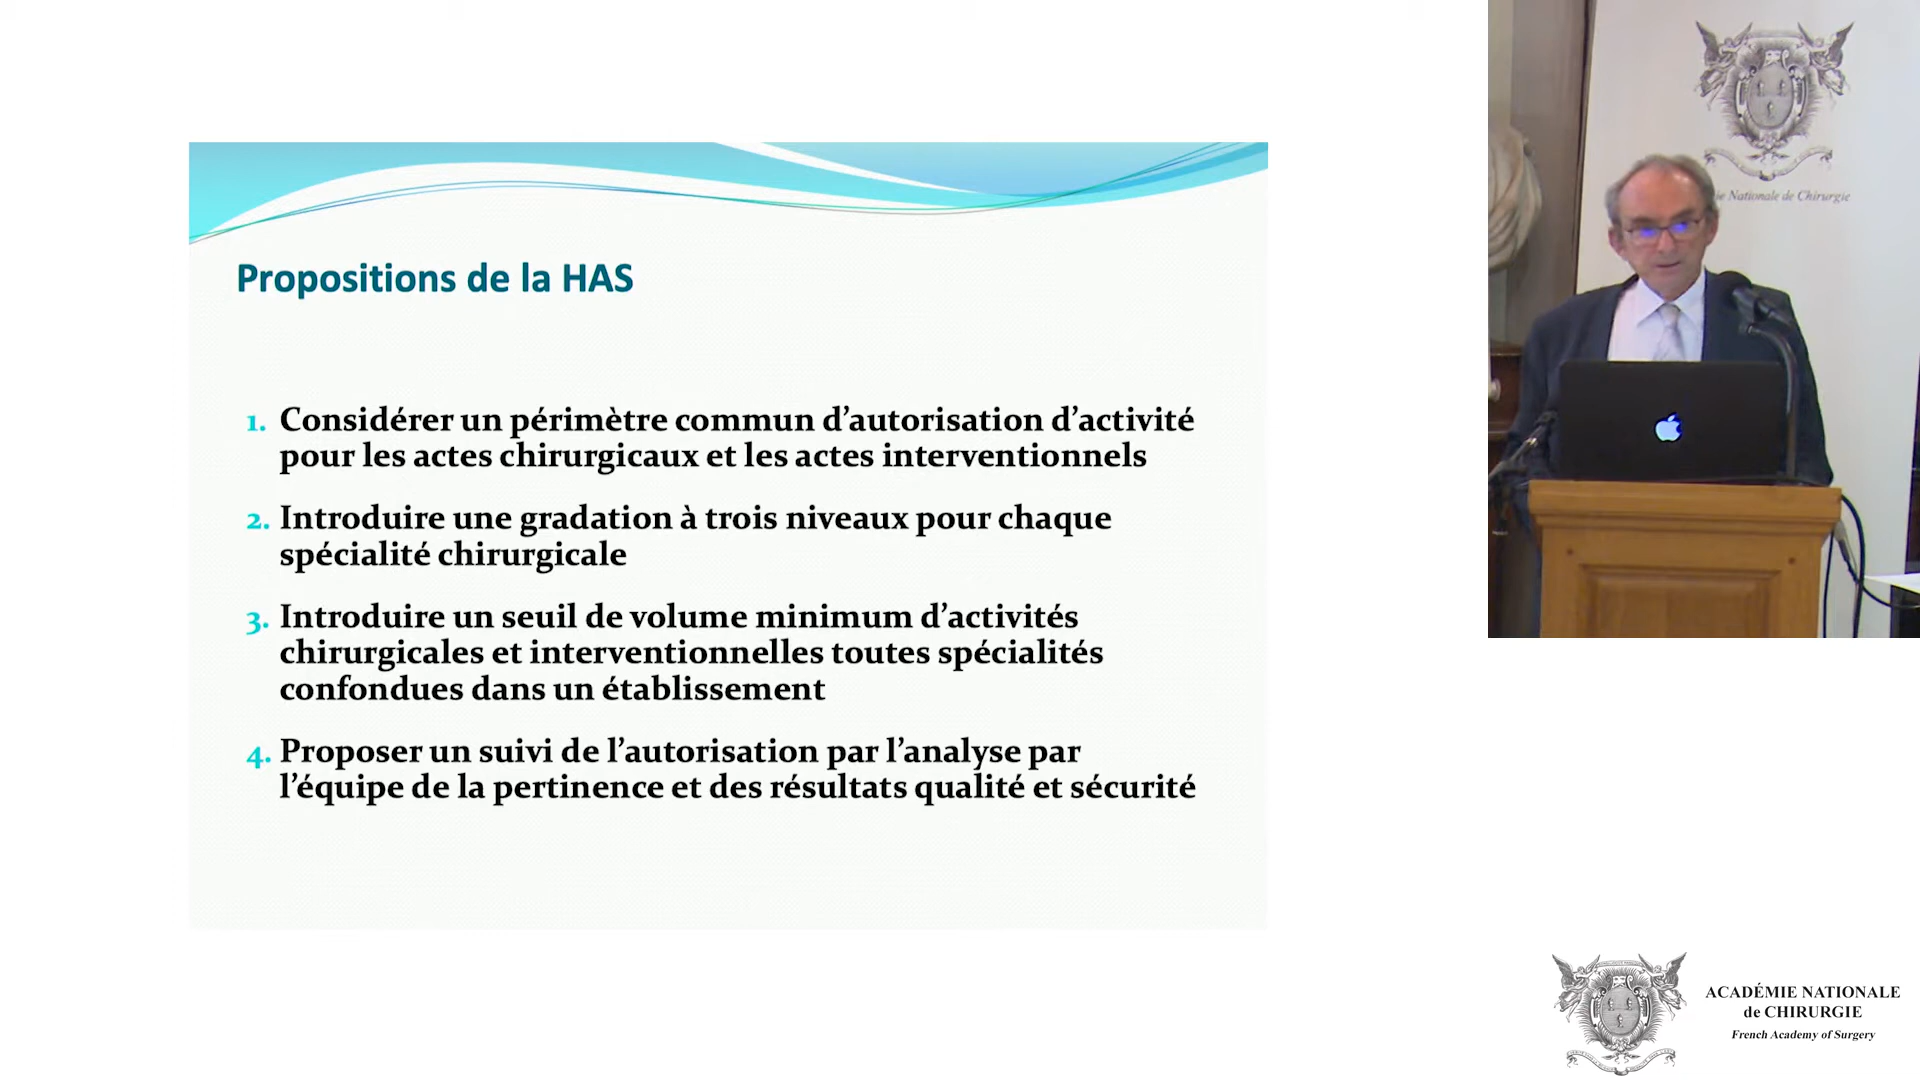 Propositions de la HAS
1. Considérer un périmètre commun d’autorisation d’activité
pour les actes chirurgicaux et les actes interventionnels
2. Introduire une gradation à trois niveaux pour chaque
spécialité chirurgicale
3. Introduire un seuil de volume minimum d’activités
chirurgicales et interventionnelles toutes spécialités
confondues dans un établissement
4. Proposer un suivi de l’autorisation par l’analyse par
l’équipe de la pertinence et des résultats qualité et sécurité
Nationale de Chirurgie
ACADÉMIE NATIONALE
de CHIRURGIE
French Academy of Surgery